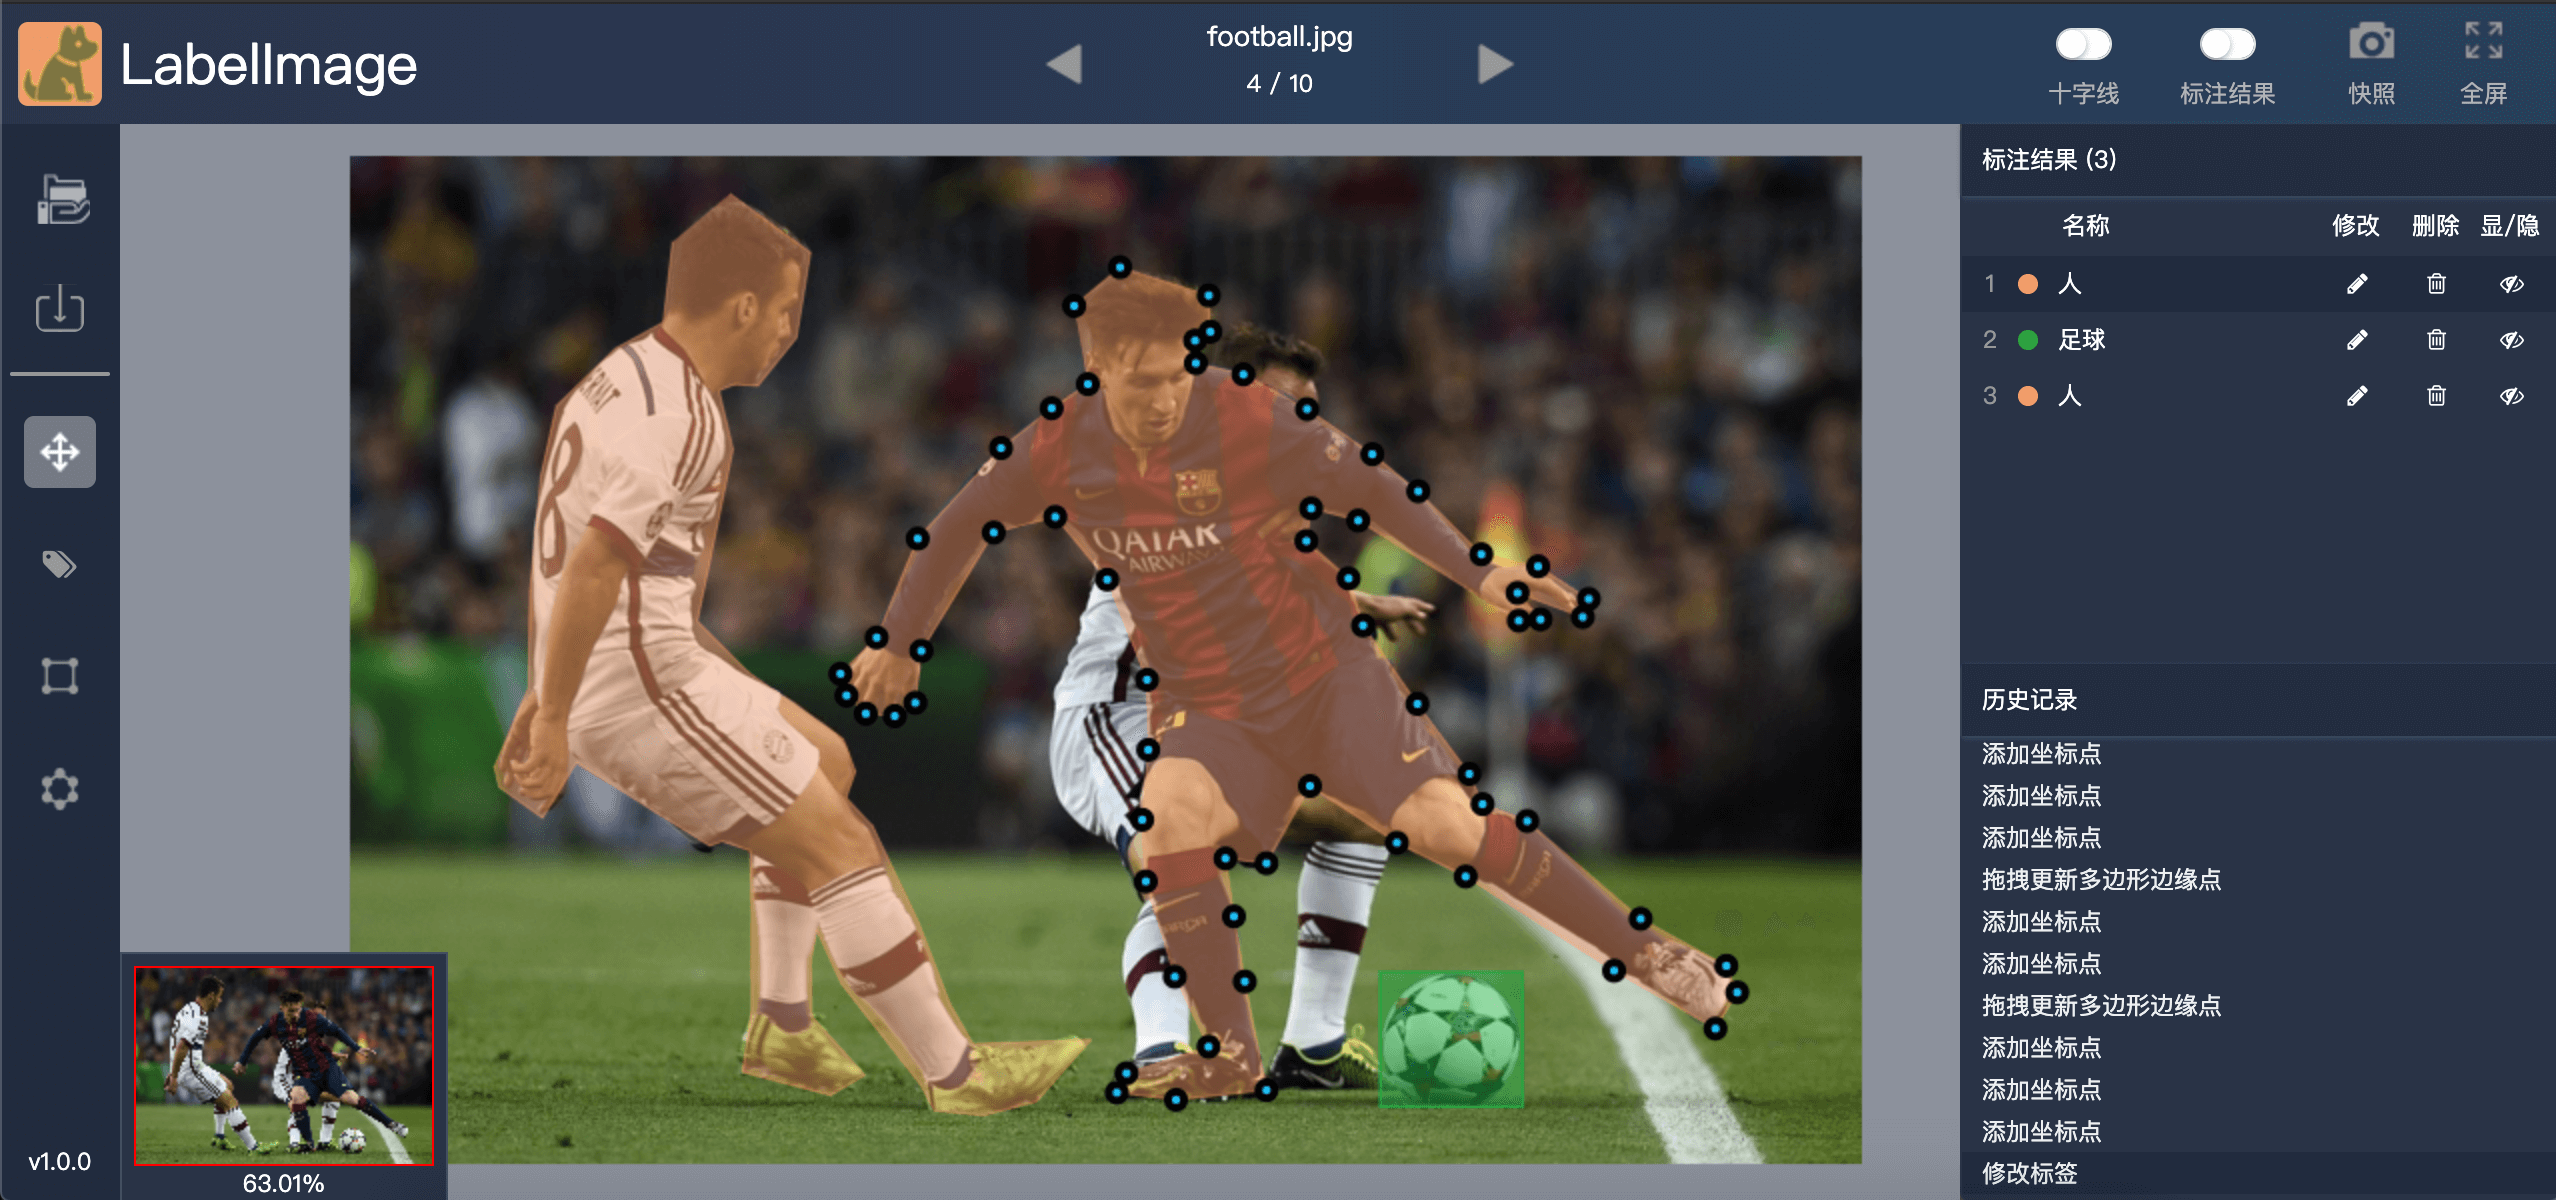 LabelImage
football.jpg
4 / 10
十字线
标注结果
快照
全屏
标注结果 (3)
名称 修改 删除 显/隐
1 人
2 足球
3 人
QATAR
AIRWAYS
历史记录
添加坐标点
添加坐标点
添加坐标点
拖拽更新多边形边缘点
添加坐标点
添加坐标点
拖拽更新多边形边缘点
添加坐标点
添加坐标点
添加坐标点
修改标签
v1.0.0
63.01%